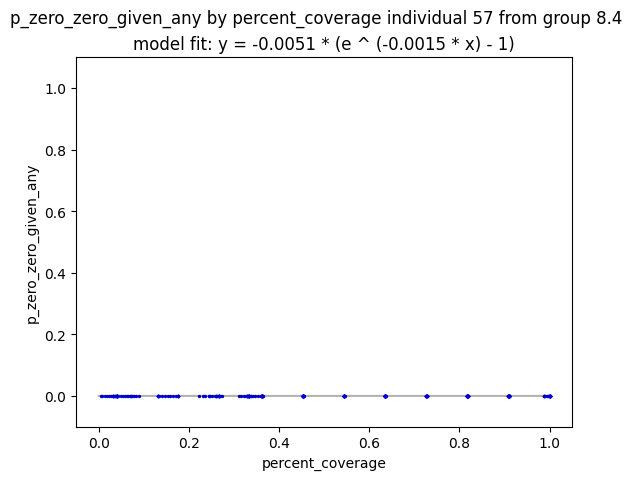 p_zero_zero_given_any by percent_coverage individual 57 from group 8.4
model fit: y = -0.0051 * (e ^ (-0.0015 * x) - 1)
1.0
0.8
0.6
0.4
0.2
0.0
p_zero_zero_given_any
0.0 0.2 0.4 0.6 0.8 1.0
percent_coverage